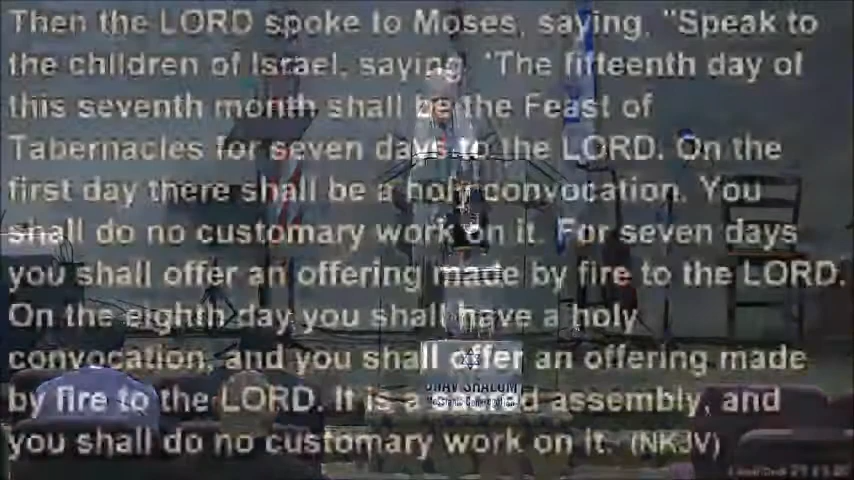 Then the LORD spoke to Moses, saying, "Speak to
the children of Israel, saying: 'The fifteenth day of
this seventh month shall be the Feast of
Tabernacles for seven days to the LORD. On the
first day there shall be a holy convocation. You
shall do no customary work on it. For seven days
you shall offer an offering made by fire to the LORD.
On the eighth day you shall have a holy
convocation, and you shall offer an offering made
by fire to the LORD. It is a assembly, and
you shall do no customary work on it. (NKJV)
SHALOM